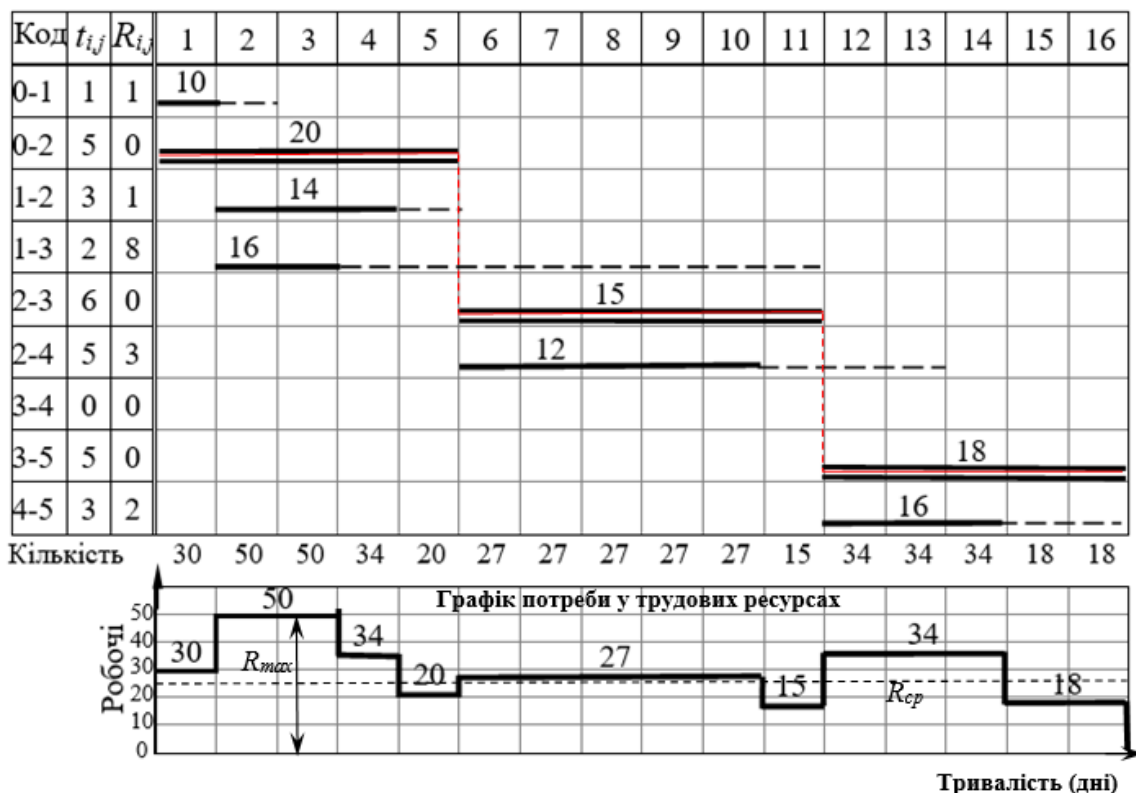 Код t i,j R i,j 1 2 3 4 5 6 7 8 9 10 11 12 13 14 15 16
0-1 1 1 10
0-2 5 0 20
1-2 3 1 14
1-3 2 8 16
2-3 6 0 15
2-4 5 3 12
3-4 0 0
3-5 5 0 18
4-5 3 2 16
Кількість 30 50 50 34 20 27 27 27 27 27 15 34 34 34 18 18
Графік потреби у трудових ресурсах
Робочі
50
40
30
20
10
0
30 50 34 20 27 15 34 18
Rmax
Rср
Тривалість (дні)